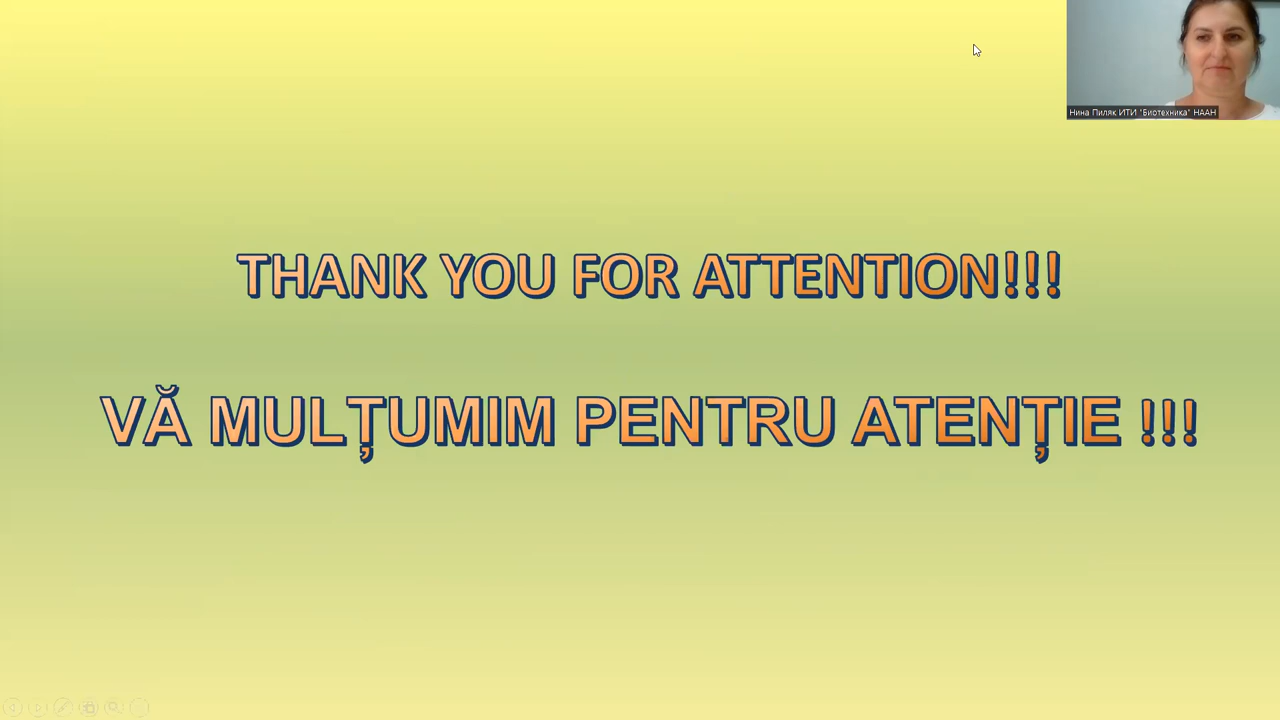 Нина Пиляк ИТИ "Биотехника" НААН
THANK YOU FOR ATTENTION!!!
VĂ MULȚUMIM PENTRU ATENȚIE !!!